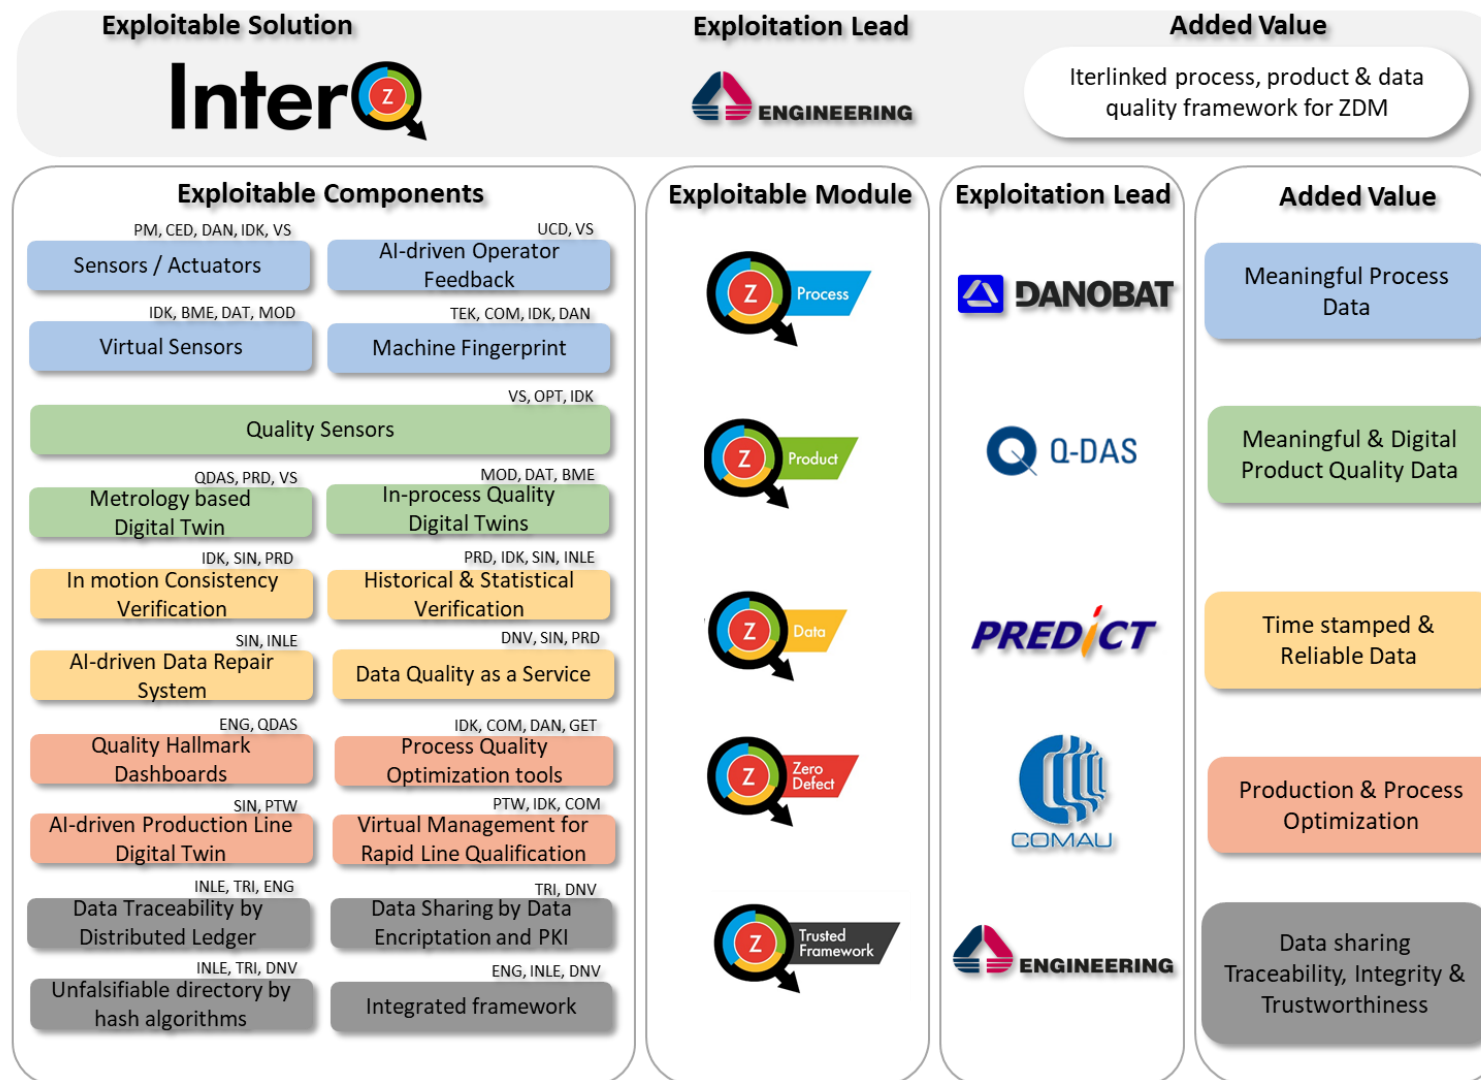 Exploitable Solution
Exploitation Lead
Added Value
InterQ
Z
ENGINEERING
Iterlinked process, product & data
quality framework for ZDM
Exploitable Components
Exploitable Module
Exploitation Lead
Added Value
PM, CED, DAN, IDK, VS
Sensors / Actuators
UCD, VS
AI-driven Operator
Feedback
IDK, BME, DAT, MOD
Virtual Sensors
TEK, COM, IDK, DAN
Machine Fingerprint
Z
Process
DANOBAT
Meaningful Process
Data
VS, OPT, IDK
Quality Sensors
QDAS, PRD, VS
Metrology based
Digital Twin
MOD, DAT, BME
In-process Quality
Digital Twins
Z
Product
Q-DAS
Meaningful & Digital
Product Quality Data
IDK, SIN, PRD
In motion Consistency
Verification
PRD, IDK, SIN, INLE
Historical & Statistical
Verification
SIN, INLE
AI-driven Data Repair
System
DNV, SIN, PRD
Data Quality as a Service
Z
Data
PREDiCT
Time stamped &
Reliable Data
ENG, QDAS
Quality Hallmark
Dashboards
IDK, COM, DAN, GET
Process Quality
Optimization tools
SIN, PTW
AI-driven Production Line
Digital Twin
PTW, IDK, COM
Virtual Management for
Rapid Line Qualification
Z
Zero
Defect
COMAU
Production & Process
Optimization
INLE, TRI, ENG
Data Traceability by
Distributed Ledger
TRI, DNV
Data Sharing by Data
Encriptation and PKI
INLE, TRI, DNV
Unfalsifiable directory by
hash algorithms
ENG, INLE, DNV
Integrated framework
Z
Trusted
Framework
ENGINEERING
Data sharing
Traceability, Integrity &
Trustworthiness